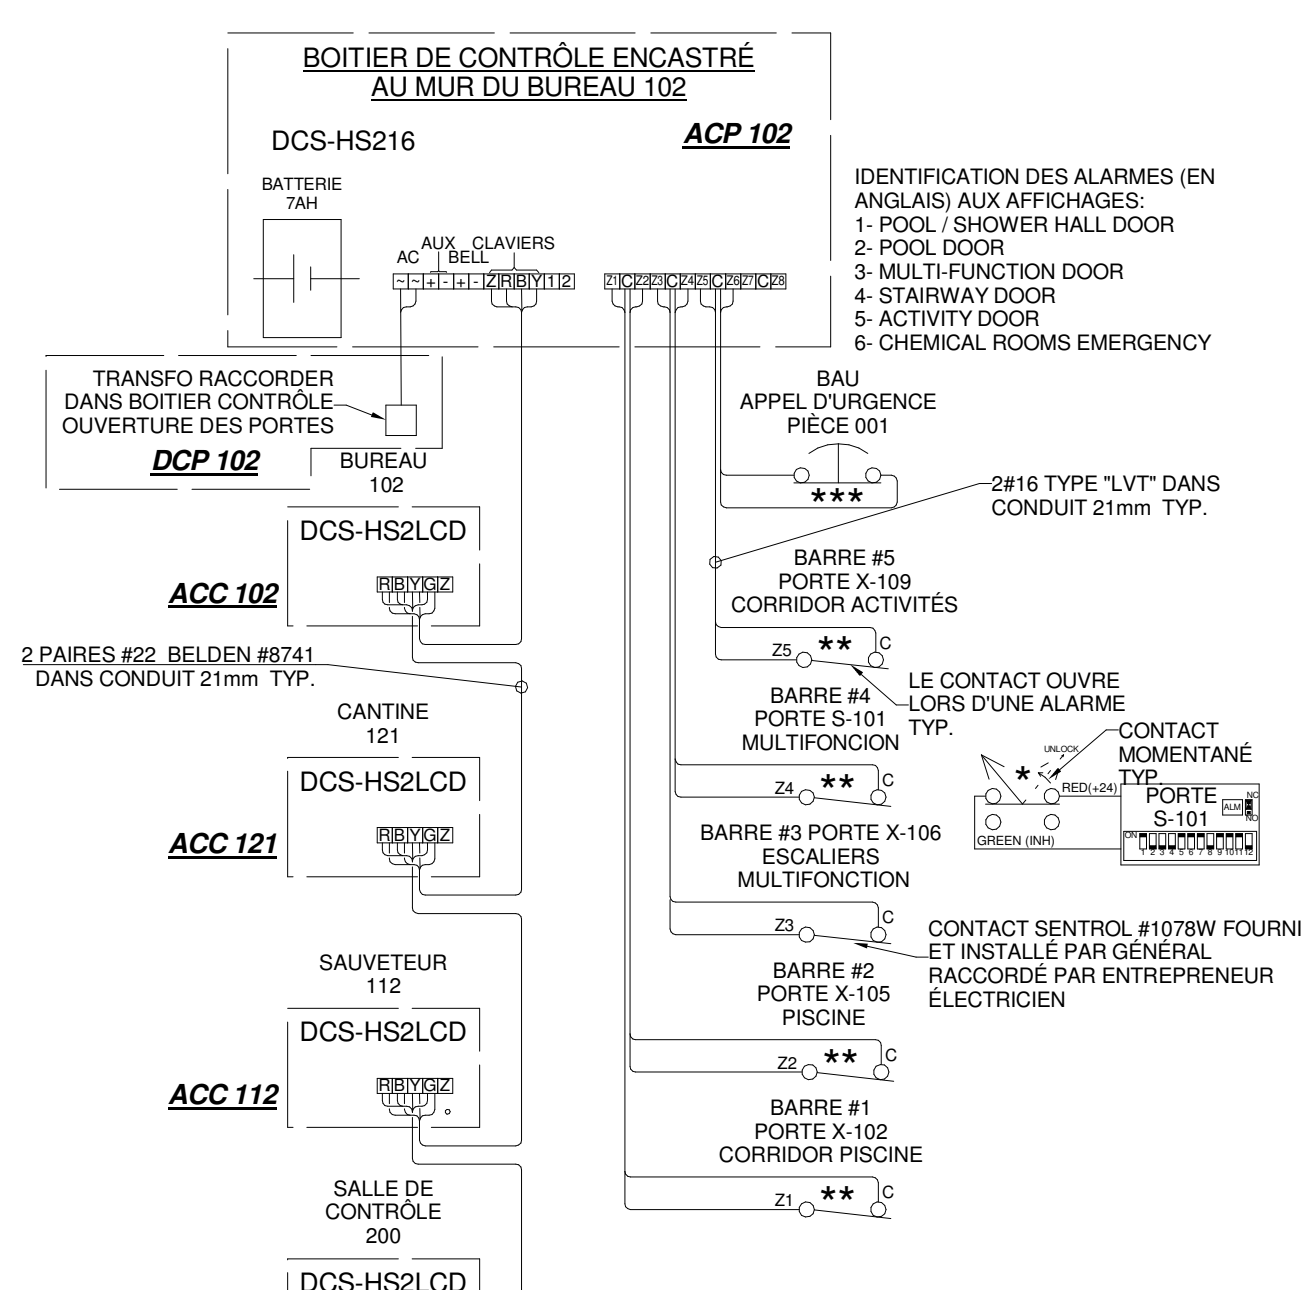 BOITIER DE CONTRÔLE ENCASTRÉ
AU MUR DU BUREAU 102
DCS-HS216
ACP 102
BATTERIE
7AH
AC
AUX
BELL
CLAVIERS
~ ~ + - + - Z R B Y 1 2
Z1 C Z2 Z3 C Z4 Z5 C Z6 Z7 C Z8
IDENTIFICATION DES ALARMES (EN
ANGLAIS) AUX AFFICHAGES:
1- POOL / SHOWER HALL DOOR
2- POOL DOOR
3- MULTI-FUNCTION DOOR
4- STAIRWAY DOOR
5- ACTIVITY DOOR
6- CHEMICAL ROOMS EMERGENCY
TRANSFO RACCORDER
DANS BOITIER CONTRÔLE
OUVERTURE DES PORTES
DCP 102
BUREAU
102
DCS-HS2LCD
R B Y G Z
ACC 102
2 PAIRES #22 BELDEN #8741
DANS CONDUIT 21mm TYP.
CANTINE
121
DCS-HS2LCD
R B Y G Z
ACC 121
SAUVETEUR
112
DCS-HS2LCD
R B Y G Z
ACC 112
SALLE DE
CONTRÔLE
200
DCS-HS2LCD
BAU
APPEL D'URGENCE
PIÈCE 001
***
2#16 TYPE "LVT" DANS
CONDUIT 21mm TYP.
BARRE #5
PORTE X-109
CORRIDOR ACTIVITÉS
Z5 ** C
LE CONTACT OUVRE
LORS D'UNE ALARME
TYP.
BARRE #4
PORTE S-101
MULTIFONCION
Z4 ** C
CONTACT
MOMENTANÉ
TYP.
UNLOCK
*
RED(+24)
GREEN (INH)
PORTE
S-101
ALM
NC
NO
ON
1 2 3 4 5 6 7 8 9 10 11 12
BARRE #3 PORTE X-106
ESCALIERS
MULTIFONCTION
Z3 C
CONTACT SENTROL #1078W FOURNI
ET INSTALLÉ PAR GÉNÉRAL
RACCORDÉ PAR ENTREPRENEUR
ÉLECTRICIEN
BARRE #2
PORTE X-105
PISCINE
Z2 ** C
BARRE #1
PORTE X-102
CORRIDOR PISCINE
Z1 ** C